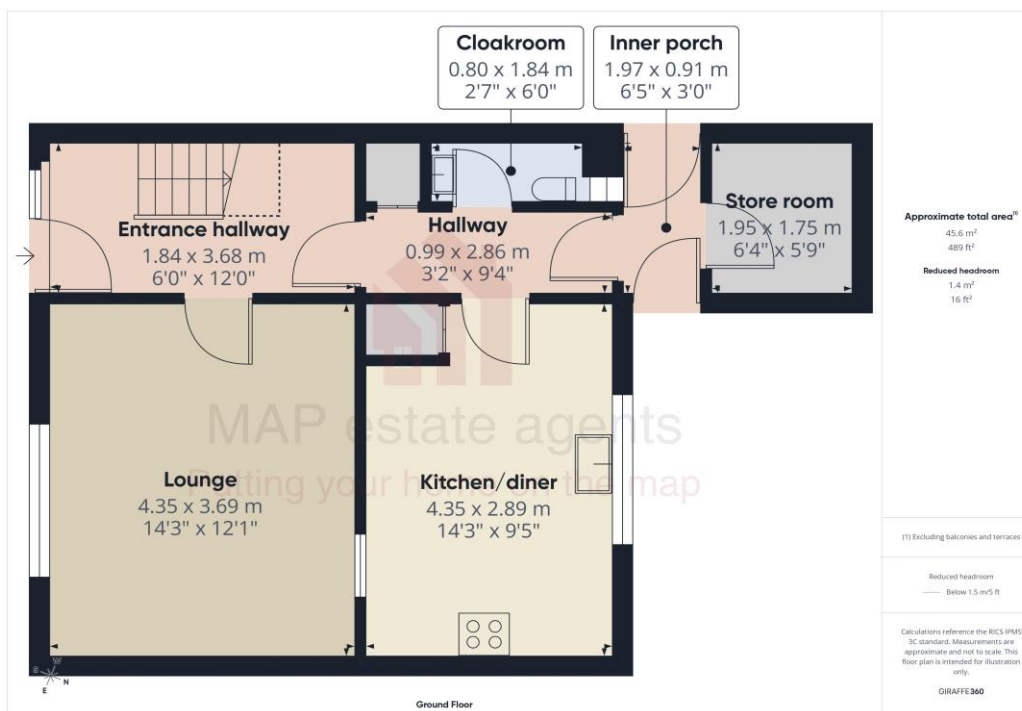 Cloakroom
0.80 x 1.84 m
2'7" x 6'0"
Inner porch
1.97 x 0.91 m
6'5" x 3'0"
Entrance hallway
1.84 x 3.68 m
6'0" x 12'0"
Hallway
0.99 x 2.86 m
3'2" x 9'4"
Store room
1.95 x 1.75 m
6'4" x 5'9"
MAP estate agents
Putting your home on the map
Lounge
4.35 x 3.69 m
14'3" x 12'1"
Kitchen/diner
4.35 x 2.89 m
14'3" x 9'5"
S
W
E
N
Ground Floor
Approximate total area⁽¹⁾
45.6 m²
489 ft²
Reduced headroom
1.4 m²
16 ft²
(1) Excluding balconies and terraces
Reduced headroom
Below 1.5 m/5 ft
Calculations reference the RICS IPMS
3C standard. Measurements are
approximate and not to scale. This
floor plan is intended for illustration
only.
GIRAFFE360